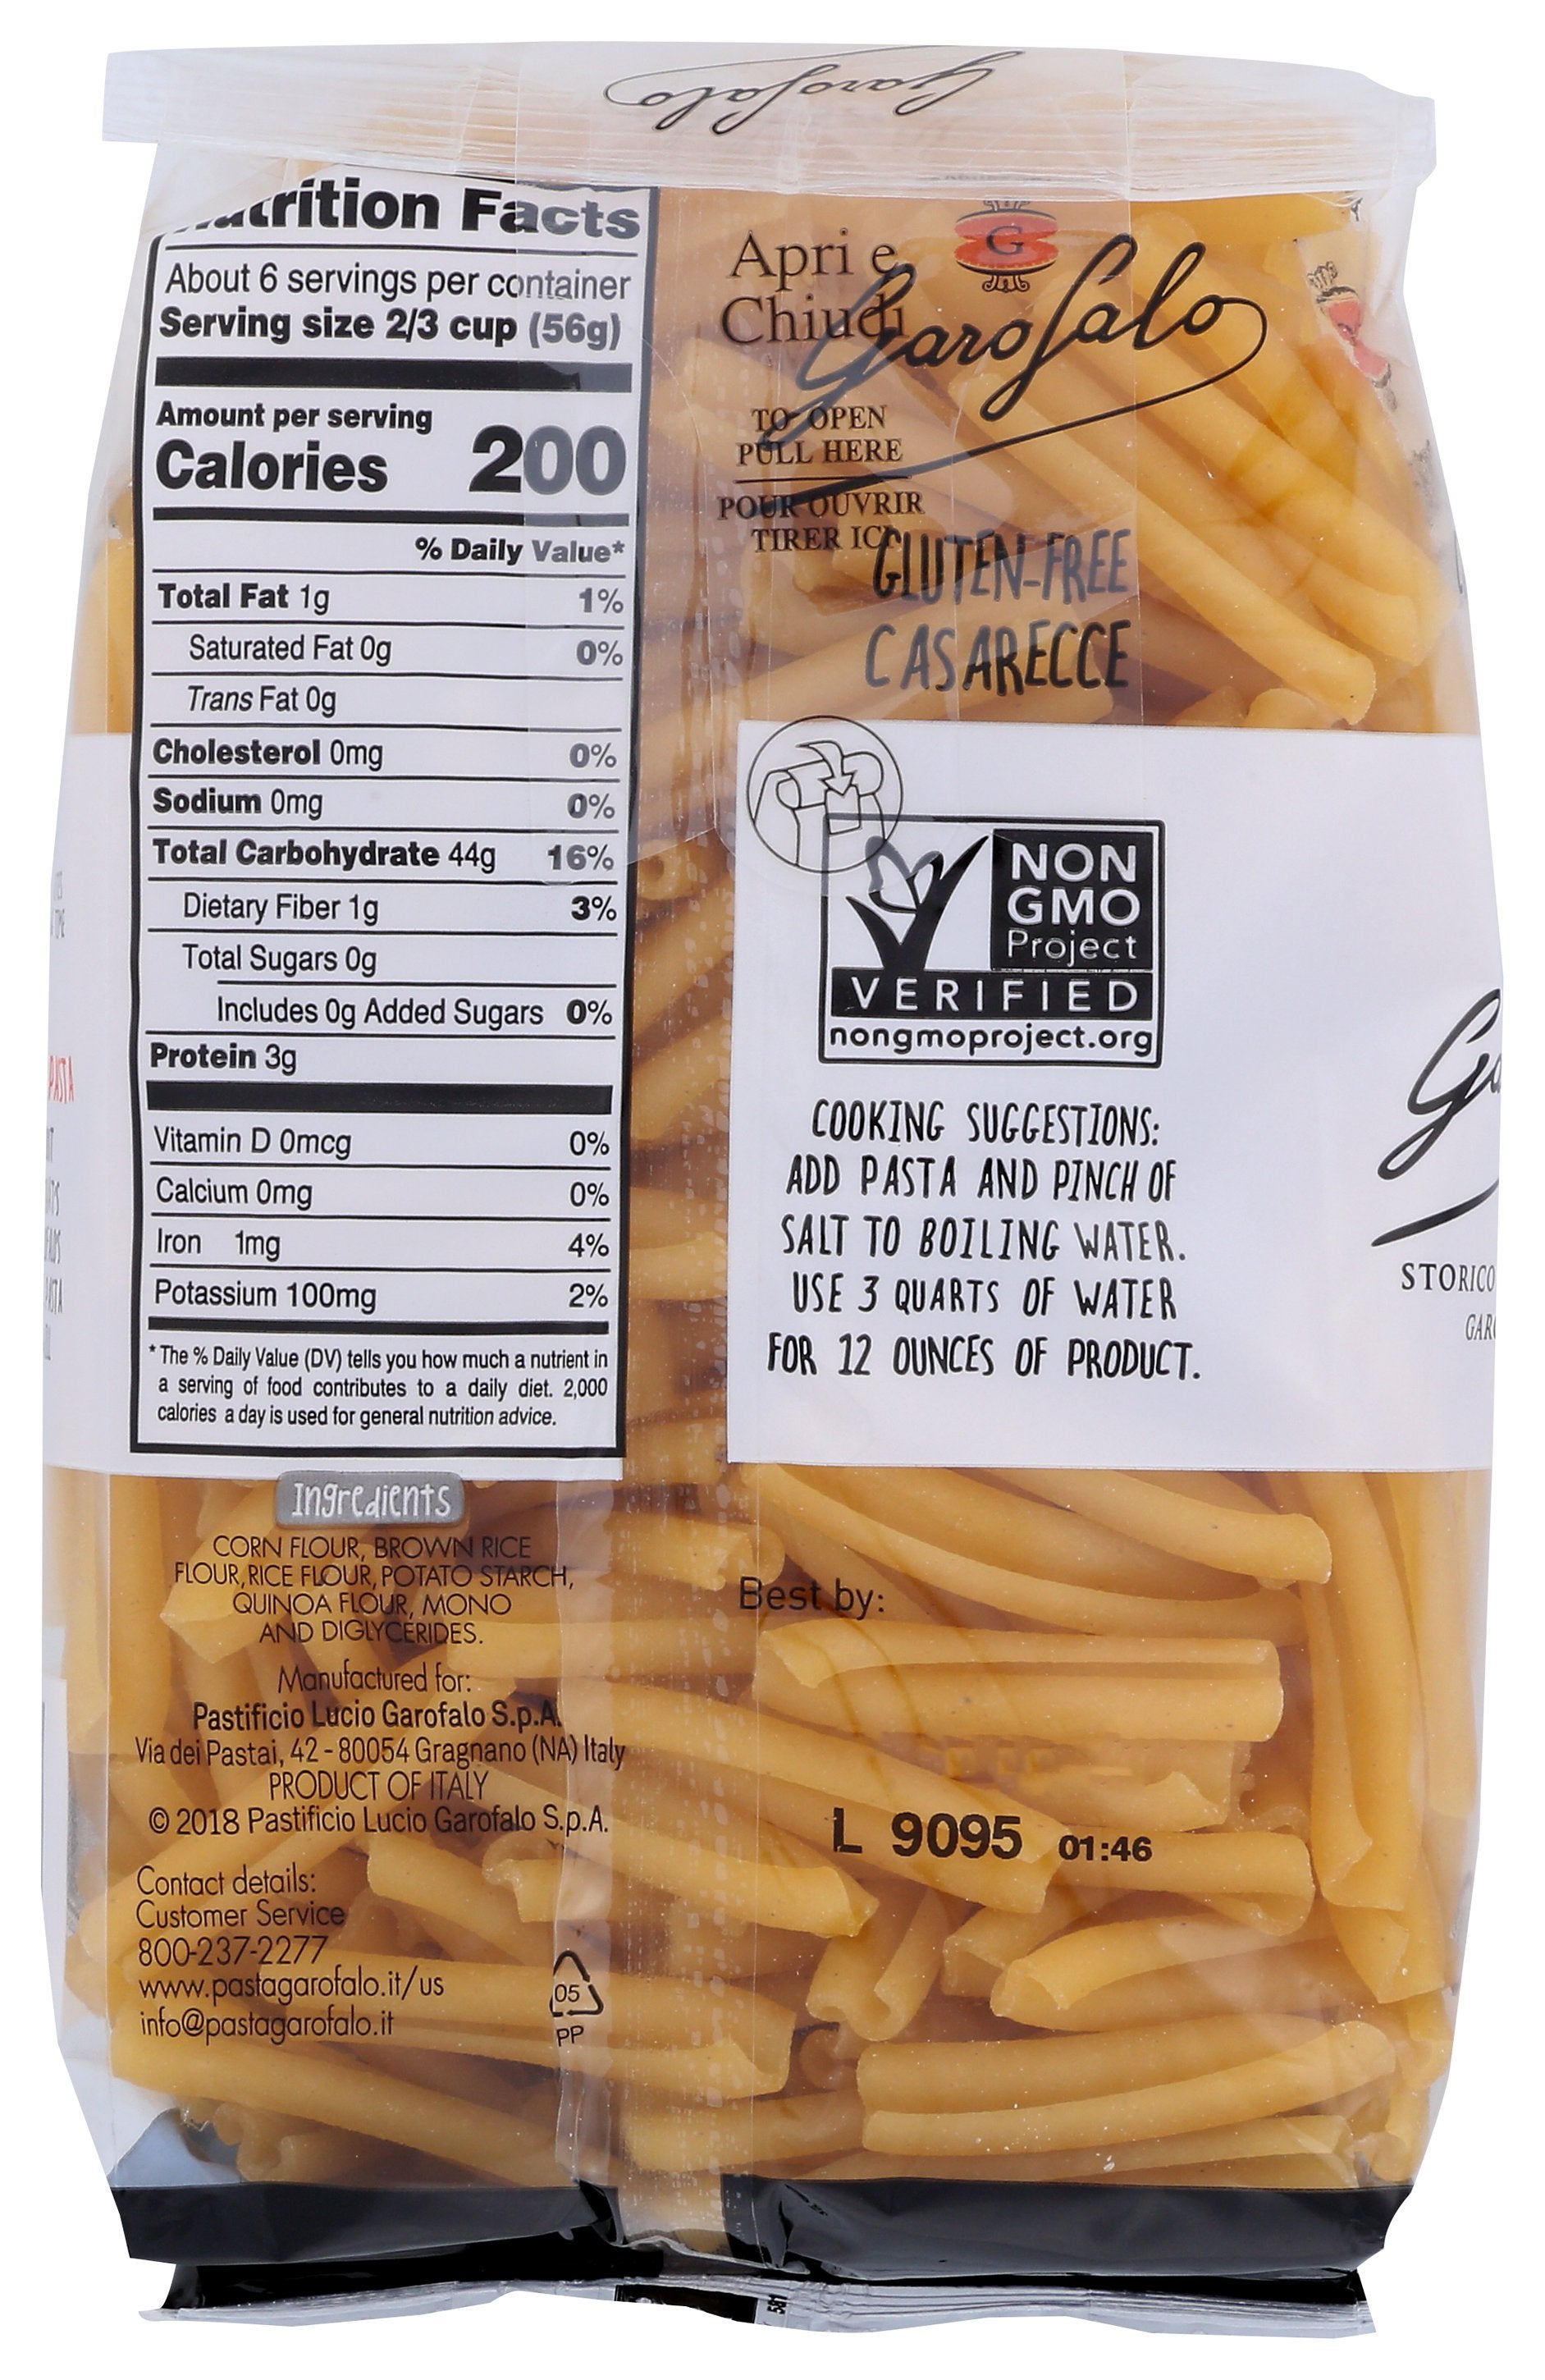 Garofalo
Nutrition Facts
About 6 servings per container
Serving size 2/3 cup (56g)
Amount per serving
Calories 200
% Daily Value*
Total Fat 1g 1%
Saturated Fat 0g 0%
Trans Fat 0g
Cholesterol 0mg 0%
Sodium 0mg 0%
Total Carbohydrate 44g 16%
Dietary Fiber 1g 3%
Total Sugars 0g
Includes 0g Added Sugars 0%
Protein 3g
Vitamin D 0mcg 0%
Calcium 0mg 0%
Iron 1mg 4%
Potassium 100mg 2%
* The % Daily Value (DV) tells you how much a nutrient in
a serving of food contributes to a daily diet. 2,000
calories a day is used for general nutrition advice.
Ingredients
CORN FLOUR, BROWN RICE
FLOUR, RICE FLOUR, POTATO STARCH,
QUINOA FLOUR, MONO
AND DIGLYCERIDES.
Manufactured for:
Pastificio Lucio Garofalo S.p.A.
Via dei Pastai, 42 - 80054 Gragnano (NA) Italy
PRODUCT OF ITALY
© 2018 Pastificio Lucio Garofalo S.p.A.
Contact details:
Customer Service
800-237-2277
www.pastagarofalo.it/us
info@pastagarofalo.it
05
PP
Apri e
Chiudi
G
Garofalo
TO OPEN
PULL HERE
POUR OUVRIR
TIRER ICI
GLUTEN-FREE
CASARECCE
NON
GMO
Project
VERIFIED
nongmoproject.org
COOKING SUGGESTIONS:
ADD PASTA AND PINCH OF
SALT TO BOILING WATER.
USE 3 QUARTS OF WATER
FOR 12 OUNCES OF PRODUCT.
Best by:
L 9095 01:46
STORICO
PASTA